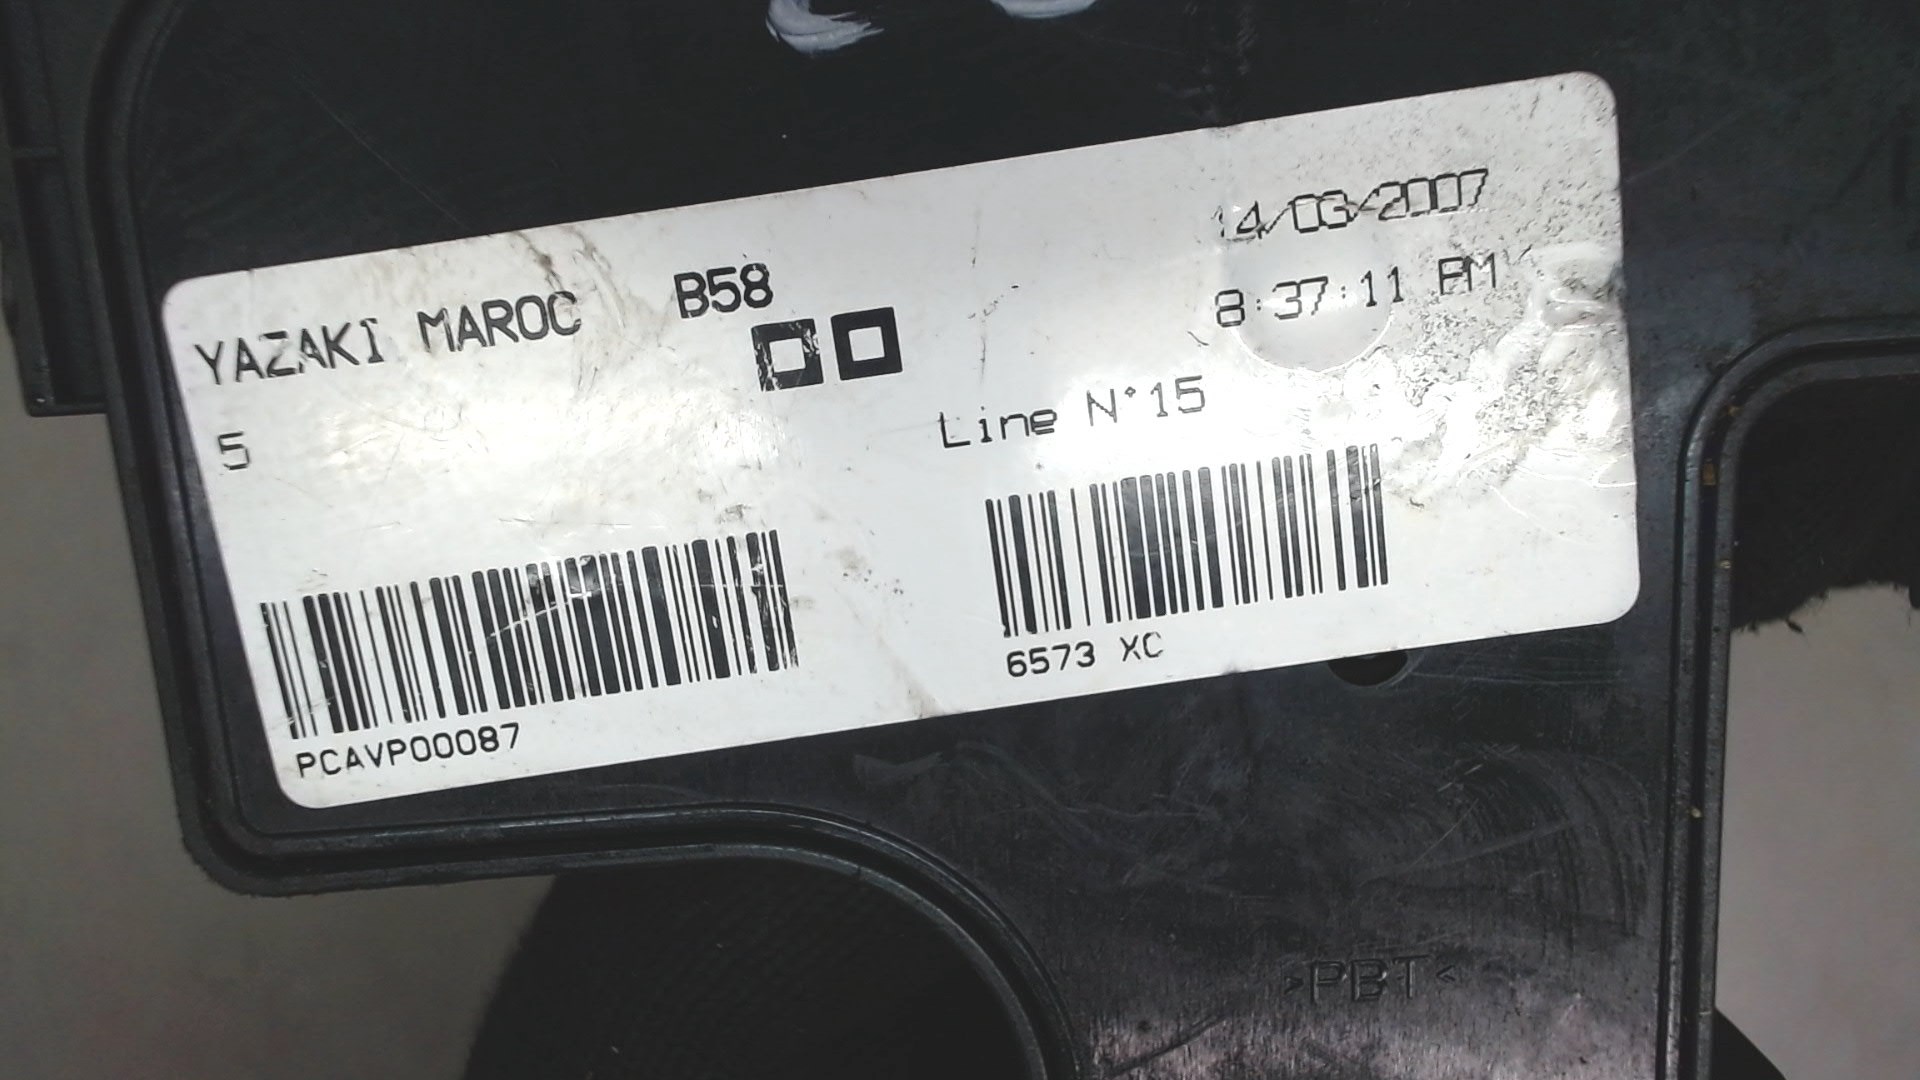 YAZAKI MAROC B58 14/03/2007
8:37:11 PM
5 Line N°15
PCAVP00087 6573 XC
>PBT<